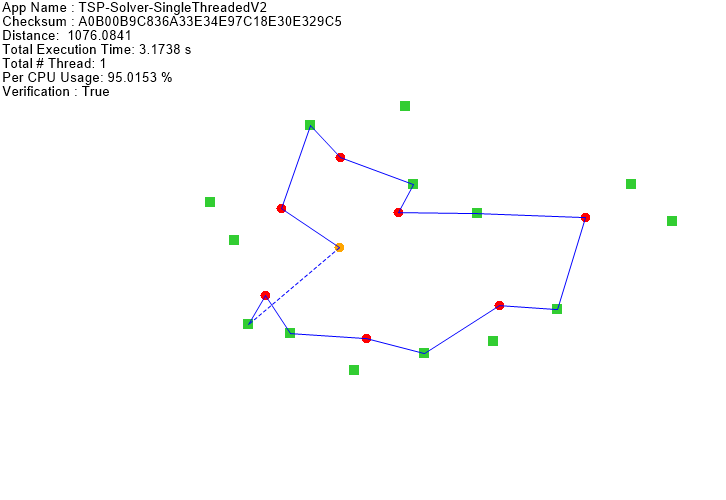 App Name : TSP-Solver-SingleThreadedV2
Checksum : A0B00B9C836A33E34E97C18E30E329C5
Distance:  1076.0841
Total Execution Time: 3.1738 s
Total # Thread: 1
Per CPU Usage: 95.0153 %
Verification : True